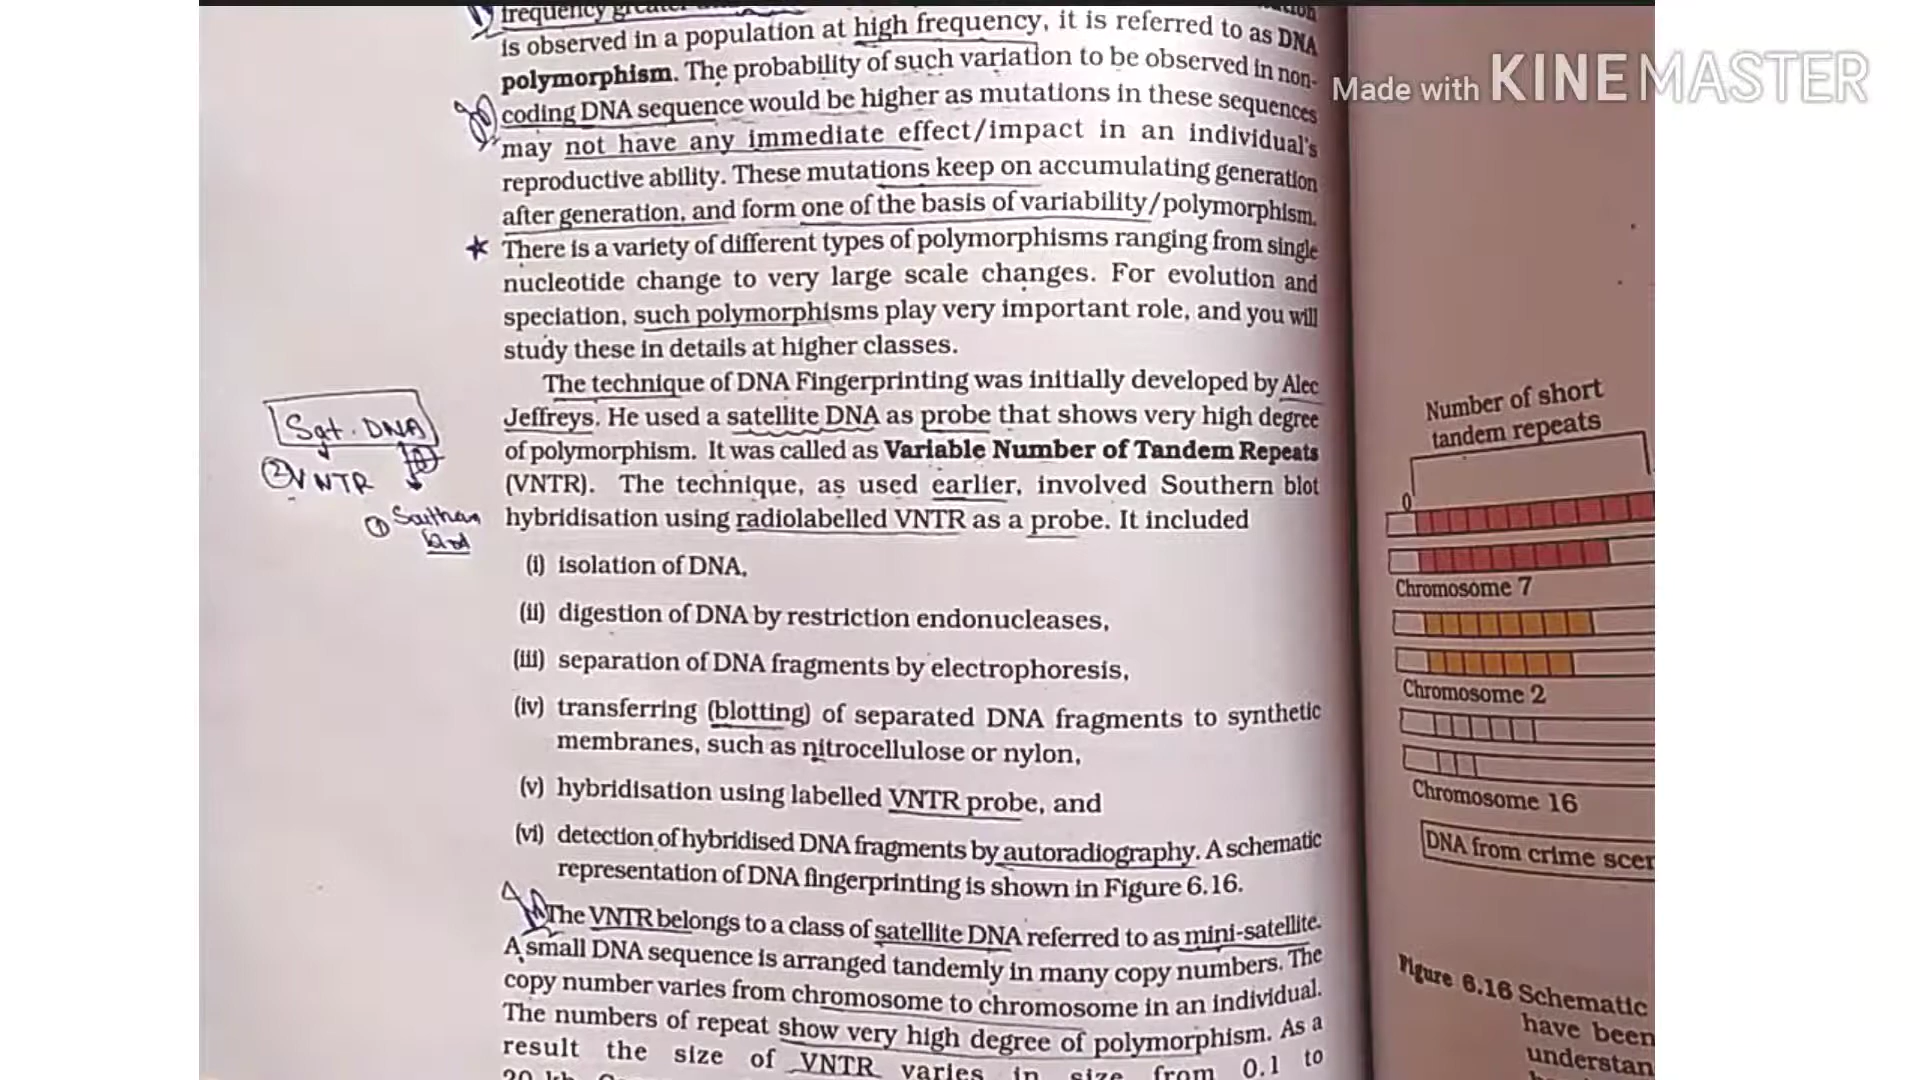 frequency greater
is observed in a population at high frequency, it is referred to as DNA
polymorphism. The probability of such variation to be observed in non-
coding DNA sequence would be higher as mutations in these sequences
may not have any immediate effect/impact in an individual's
reproductive ability. These mutations keep on accumulating generation
after generation, and form one of the basis of variability/polymorphism.
There is a variety of different types of polymorphisms ranging from single
nucleotide change to very large scale changes. For evolution and
speciation, such polymorphisms play very important role, and you will
study these in details at higher classes.
The technique of DNA Fingerprinting was initially developed by Alec
Jeffreys. He used a satellite DNA as probe that shows very high degree
of polymorphism. It was called as Variable Number of Tandem Repeats
(VNTR). The technique, as used earlier, involved Southern blot
hybridisation using radiolabelled VNTR as a probe. It included
(i) isolation of DNA,
(ii) digestion of DNA by restriction endonucleases,
(iii) separation of DNA fragments by electrophoresis,
(iv) transferring (blotting) of separated DNA fragments to synthetic
membranes, such as nitrocellulose or nylon,
(v) hybridisation using labelled VNTR probe, and
(vi) detection of hybridised DNA fragments by autoradiography. A schematic
representation of DNA fingerprinting is shown in Figure 6.16.
The VNTR belongs to a class of satellite DNA referred to as mini-satellite.
A small DNA sequence is arranged tandemly in many copy numbers. The
copy number varies from chromosome to chromosome in an individual.
The numbers of repeat show very high degree of polymorphism. As a
result the size of VNTR varies in size from 0.1 to
Sat. DNA
② VNTR
① Southern
Made with KINEMASTER
Number of short
tandem repeats
0
Chromosome 7
Chromosome 2
Chromosome 16
DNA from crime scen
Figure 6.16 Schematic
have been
understan